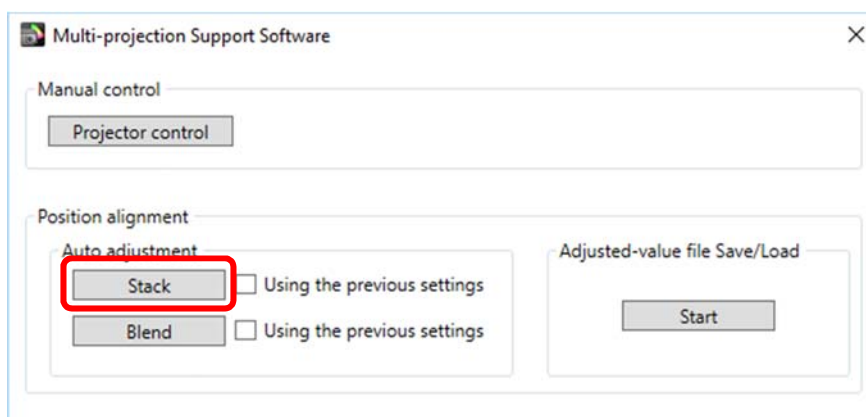 Multi-projection Support Software
Manual control
Projector control
Position alignment
Auto adjustment
Stack
Using the previous settings
Blend
Using the previous settings
Adjusted-value file Save/Load
Start